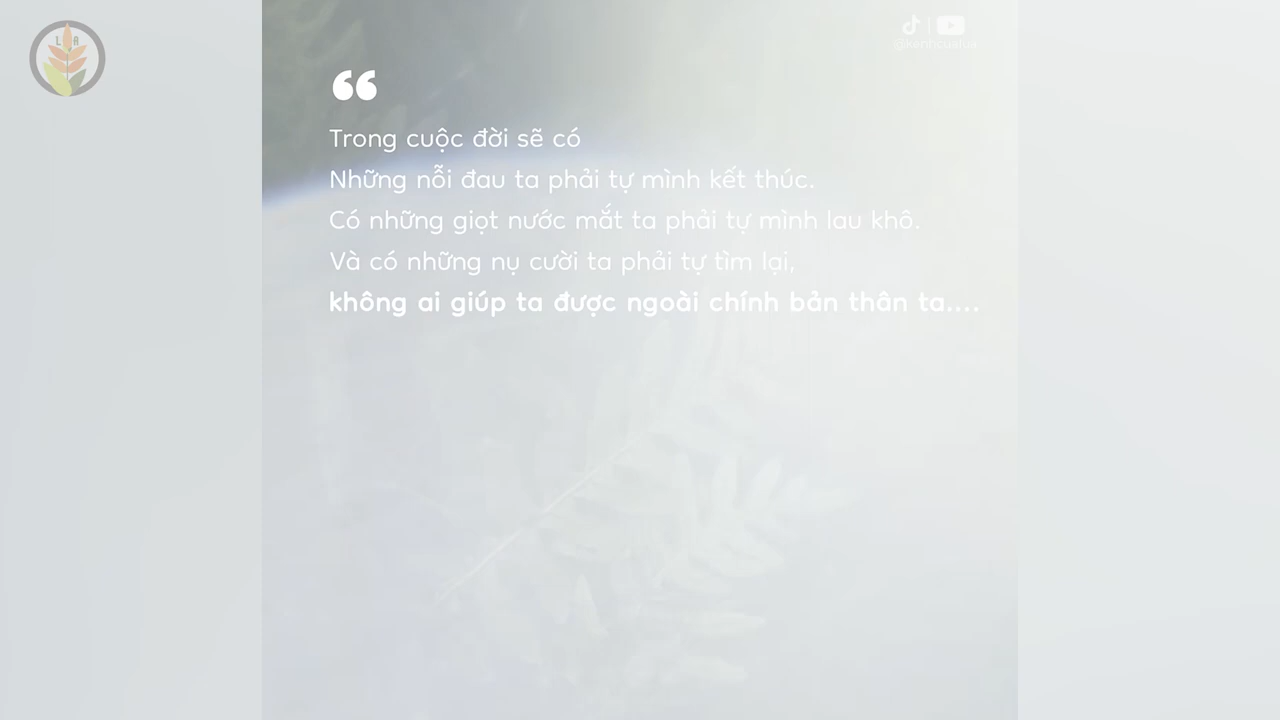 L A
@kenhcualua
“
Trong cuộc đời sẽ có
Những nỗi đau ta phải tự mình kết thúc.
Có những giọt nước mắt ta phải tự mình lau khô.
Và có những nụ cười ta phải tự tìm lại,
không ai giúp ta được ngoài chính bản thân ta....